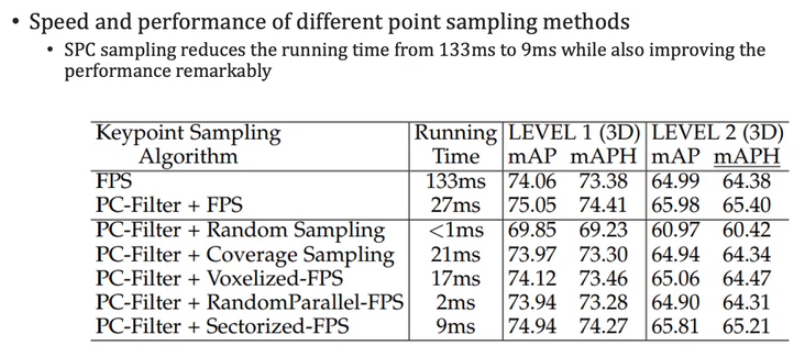 • Speed and performance of different point sampling methods
• SPC sampling reduces the running time from 133ms to 9ms while also improving the
performance remarkably
Keypoint Sampling Running LEVEL 1 (3D) LEVEL 2 (3D)
Algorithm Time mAP mAPH mAP mAPH
FPS 133ms 74.06 73.38 64.99 64.38
PC-Filter + FPS 27ms 75.05 74.41 65.98 65.40
PC-Filter + Random Sampling <1ms 69.85 69.23 60.97 60.42
PC-Filter + Coverage Sampling 21ms 73.97 73.30 64.94 64.34
PC-Filter + Voxelized-FPS 17ms 74.12 73.46 65.06 64.47
PC-Filter + RandomParallel-FPS 2ms 73.94 73.28 64.90 64.31
PC-Filter + Sectorized-FPS 9ms 74.94 74.27 65.81 65.21